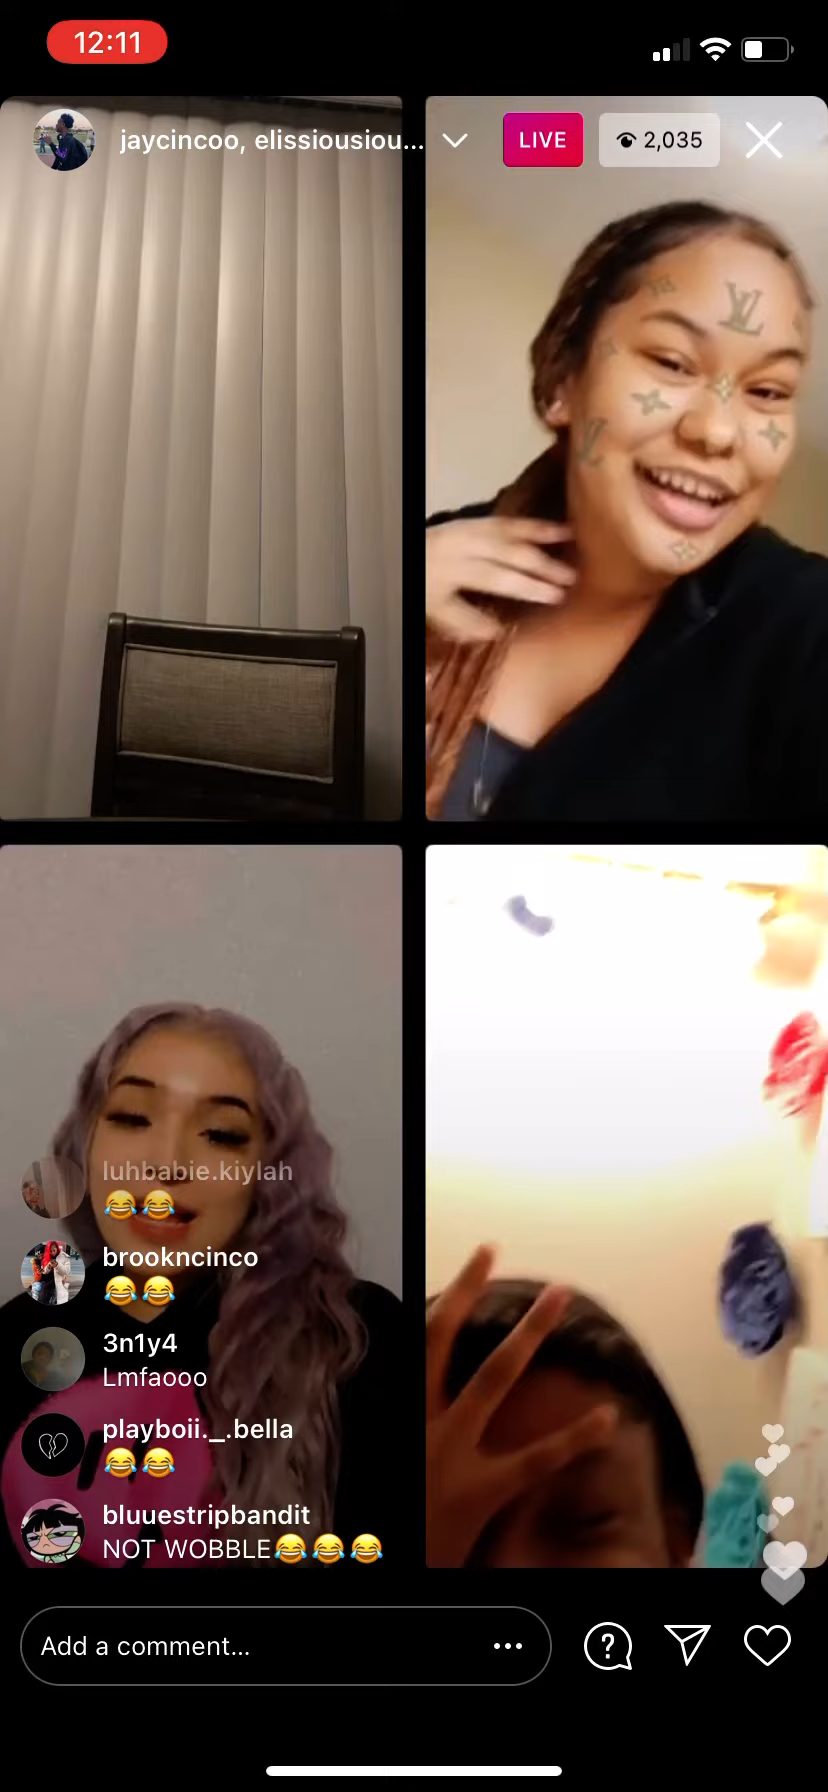 12:11
jaycincoo, elissiousiou...
LIVE
2,035
luhbabie.kiylah
😂😂
brookncinco
😂😂
3n1y4
Lmfaooo
playboii._.bella
😂😂
bluuestripbandit
NOT WOBBLE😂😂😂
Add a comment...